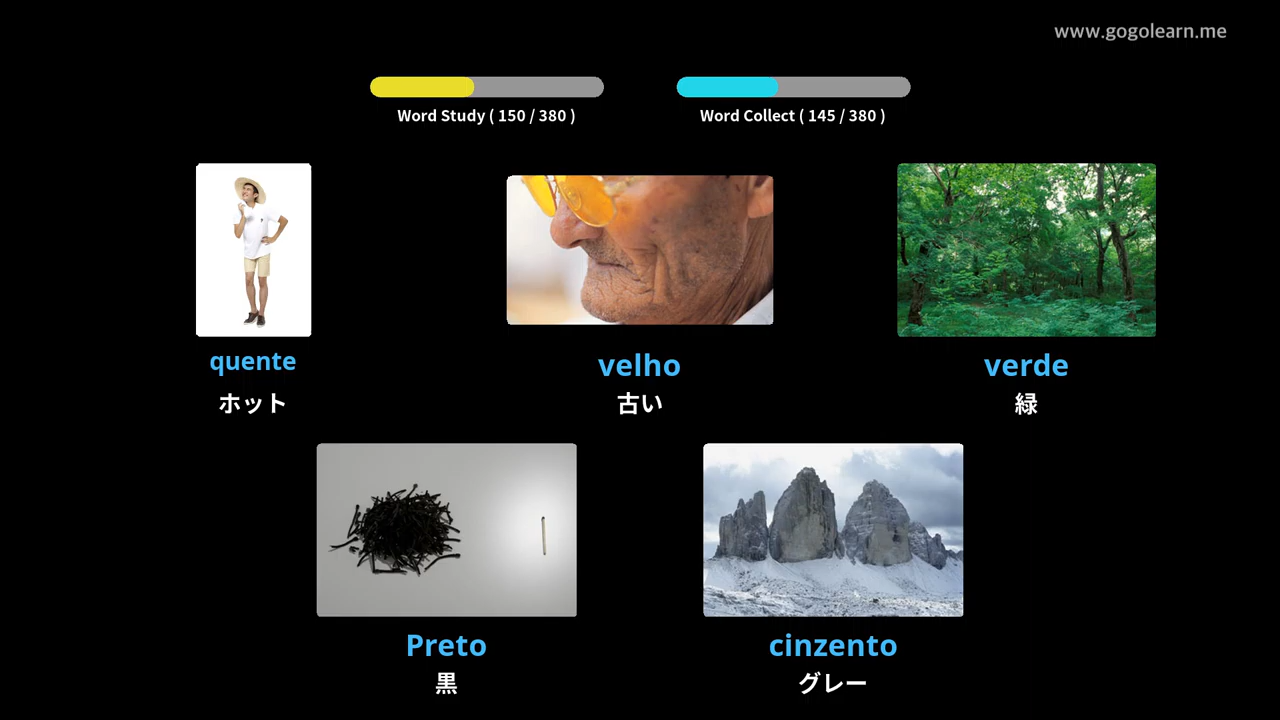 www.gogolearn.me
Word Study ( 150 / 380 )
Word Collect ( 145 / 380 )
quente
ホット
velho
古い
verde
緑
Preto
黒
cinzento
グレー